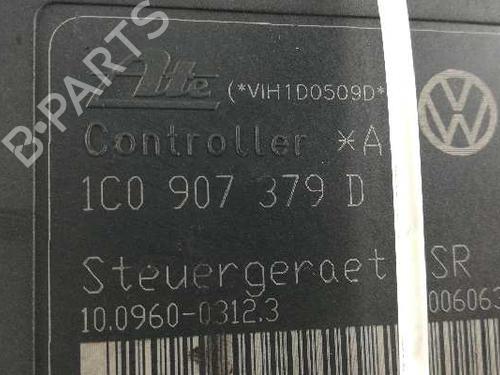 B-PARTS
Ate (*VIH1D0509D*
Controller *A
1C0 907 379 D
Steuergeraet SR
10.0960-0312.3 006063